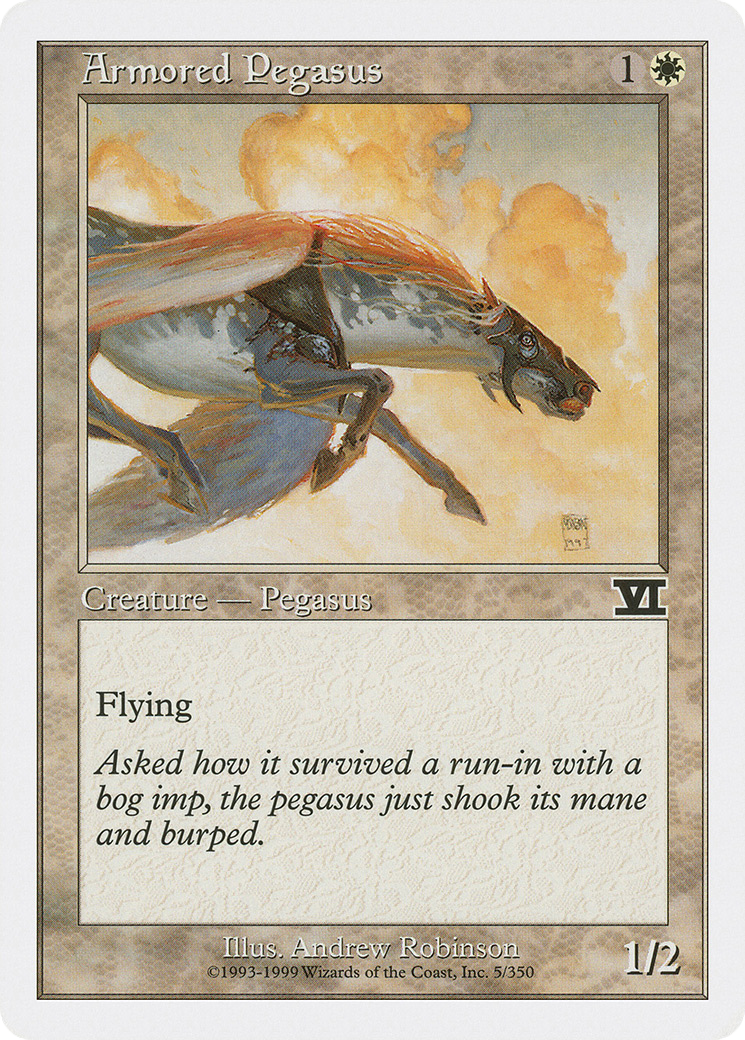 Armored Pegasus 1
Creature — Pegasus VI
Flying
Asked how it survived a run-in with a
bog imp, the pegasus just shook its mane
and burped.
Illus. Andrew Robinson
©1993-1999 Wizards of the Coast, Inc. 5/350
1/2